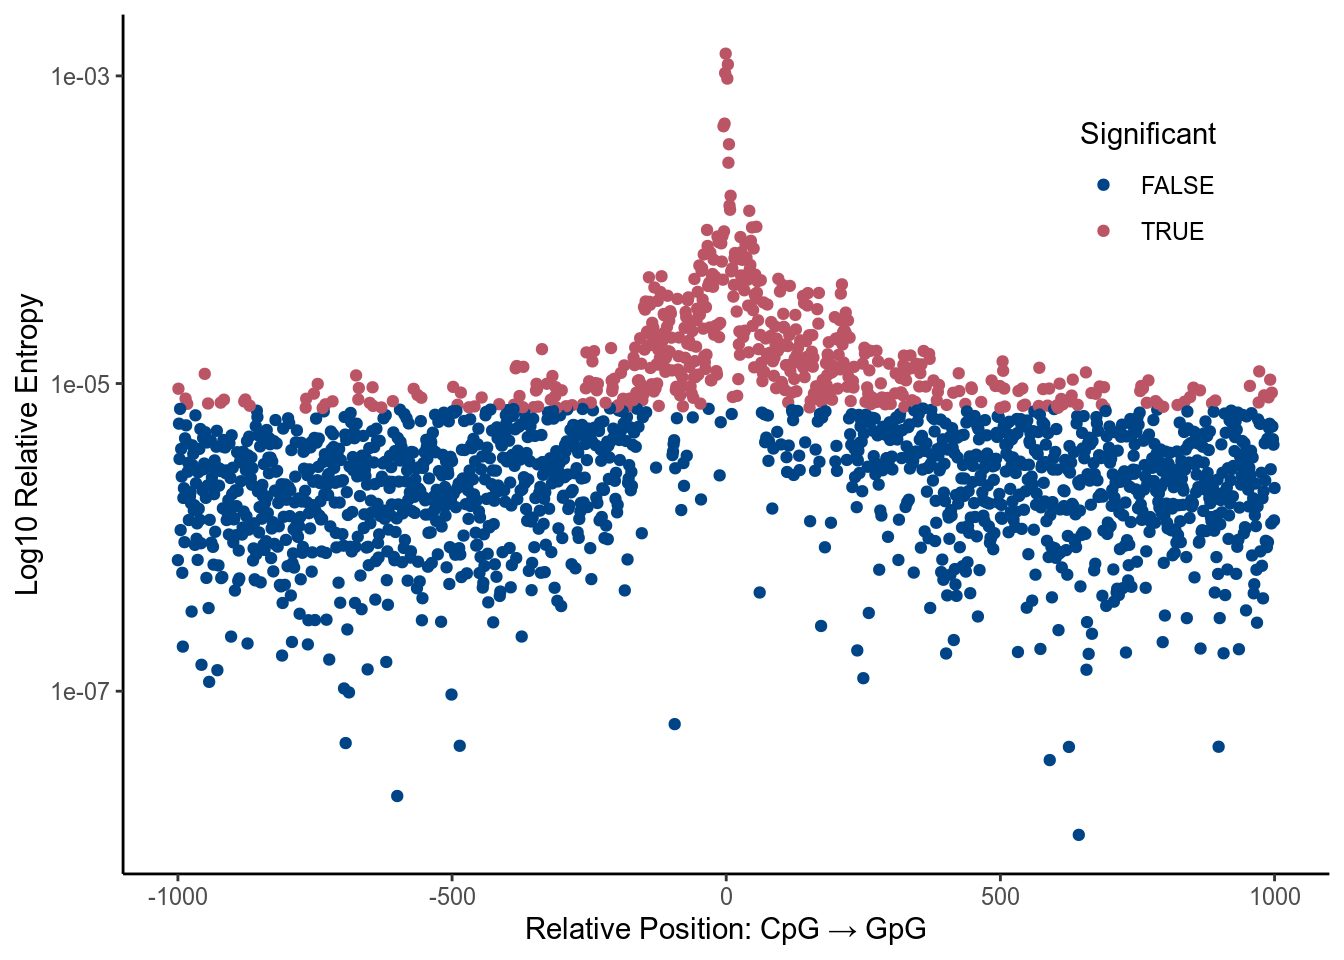 1e-03
1e-05
1e-07
Log10 Relative Entropy
Significant
FALSE
TRUE
-1000
-500
0
500
1000
Relative Position: CpG → GpG